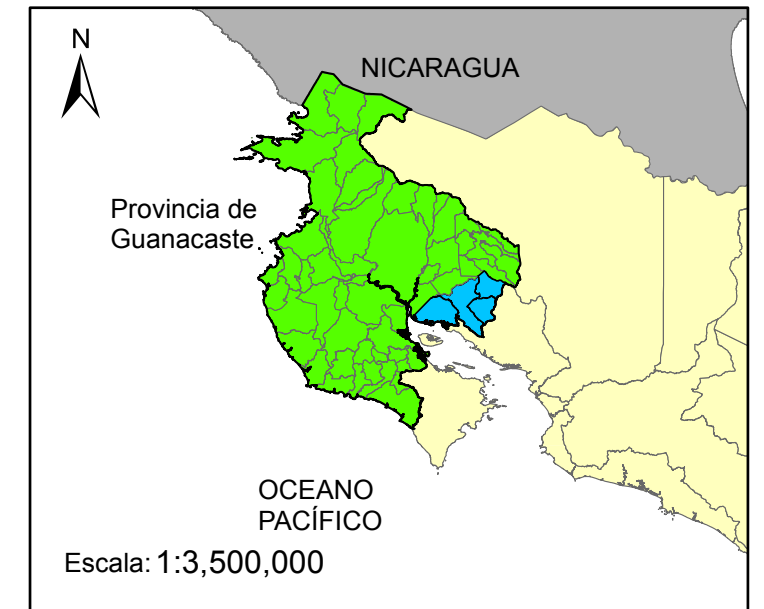 N
NICARAGUA
Provincia de
Guanacaste
OCEANO
PACÍFICO
Escala: 1:3,500,000